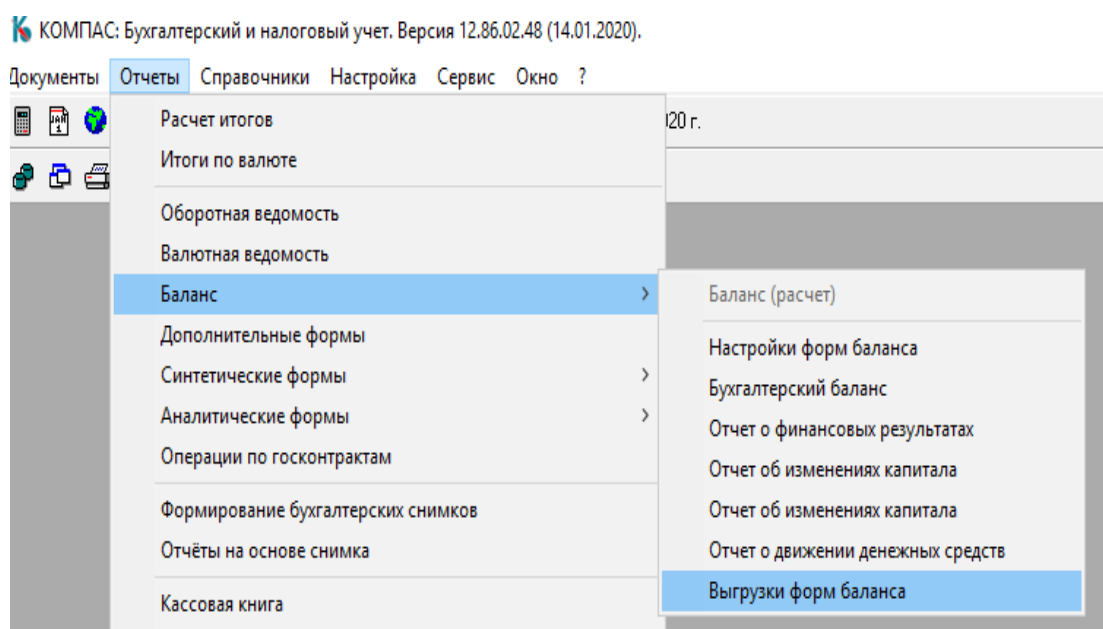 КОМПАС: Бухгалтерский и налоговый учет. Версия 12.86.02.48 (14.01.2020).
Документы Отчеты Справочники Настройка Сервис Окно ?
Расчет итогов
20 г.
Итоги по валюте
Оборотная ведомость
Валютная ведомость
Баланс
Дополнительные формы
Синтетические формы
Аналитические формы
Операции по госконтрактам
Формирование бухгалтерских снимков
Отчёты на основе снимка
Кассовая книга
Баланс (расчет)
Настройки форм баланса
Бухгалтерский баланс
Отчет о финансовых результатах
Отчет об изменениях капитала
Отчет об изменениях капитала
Отчет о движении денежных средств
Выгрузки форм баланса